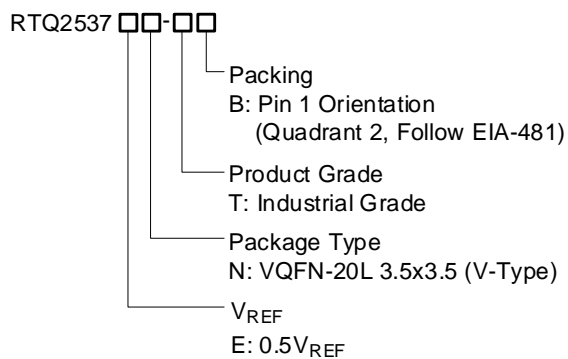 RTQ2537 □□-□□
Packing
B: Pin 1 Orientation
(Quadrant 2, Follow EIA-481)
Product Grade
T: Industrial Grade
Package Type
N: VQFN-20L 3.5x3.5 (V-Type)
VREF
E: 0.5VREF